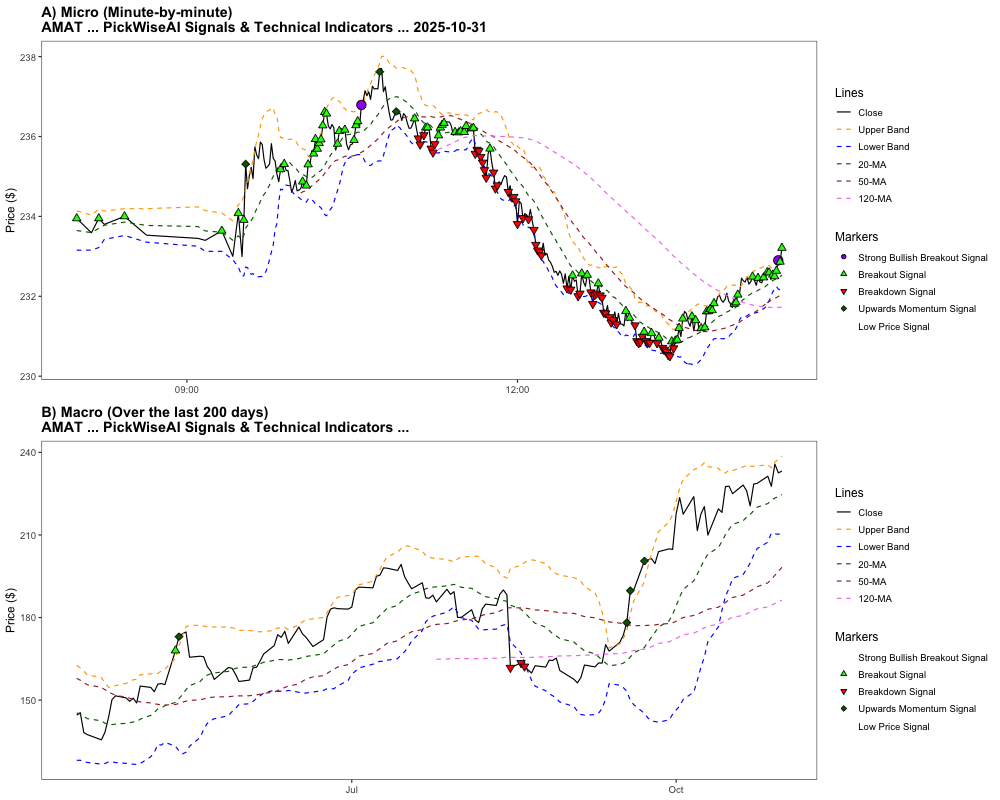 A) Micro (Minute-by-minute)
AMAT ... PickWiseAI Signals & Technical Indicators ... 2025-10-31
Price ($)
238
236
234
232
230
09:00
12:00
Lines
Close
Upper Band
Lower Band
20-MA
50-MA
120-MA
Markers
Strong Bullish Breakout Signal
Breakout Signal
Breakdown Signal
Upwards Momentum Signal
Low Price Signal
B) Macro (Over the last 200 days)
AMAT ... PickWiseAI Signals & Technical Indicators ...
Price ($)
240
210
180
150
Jul
Oct
Lines
Close
Upper Band
Lower Band
20-MA
50-MA
120-MA
Markers
Strong Bullish Breakout Signal
Breakout Signal
Breakdown Signal
Upwards Momentum Signal
Low Price Signal